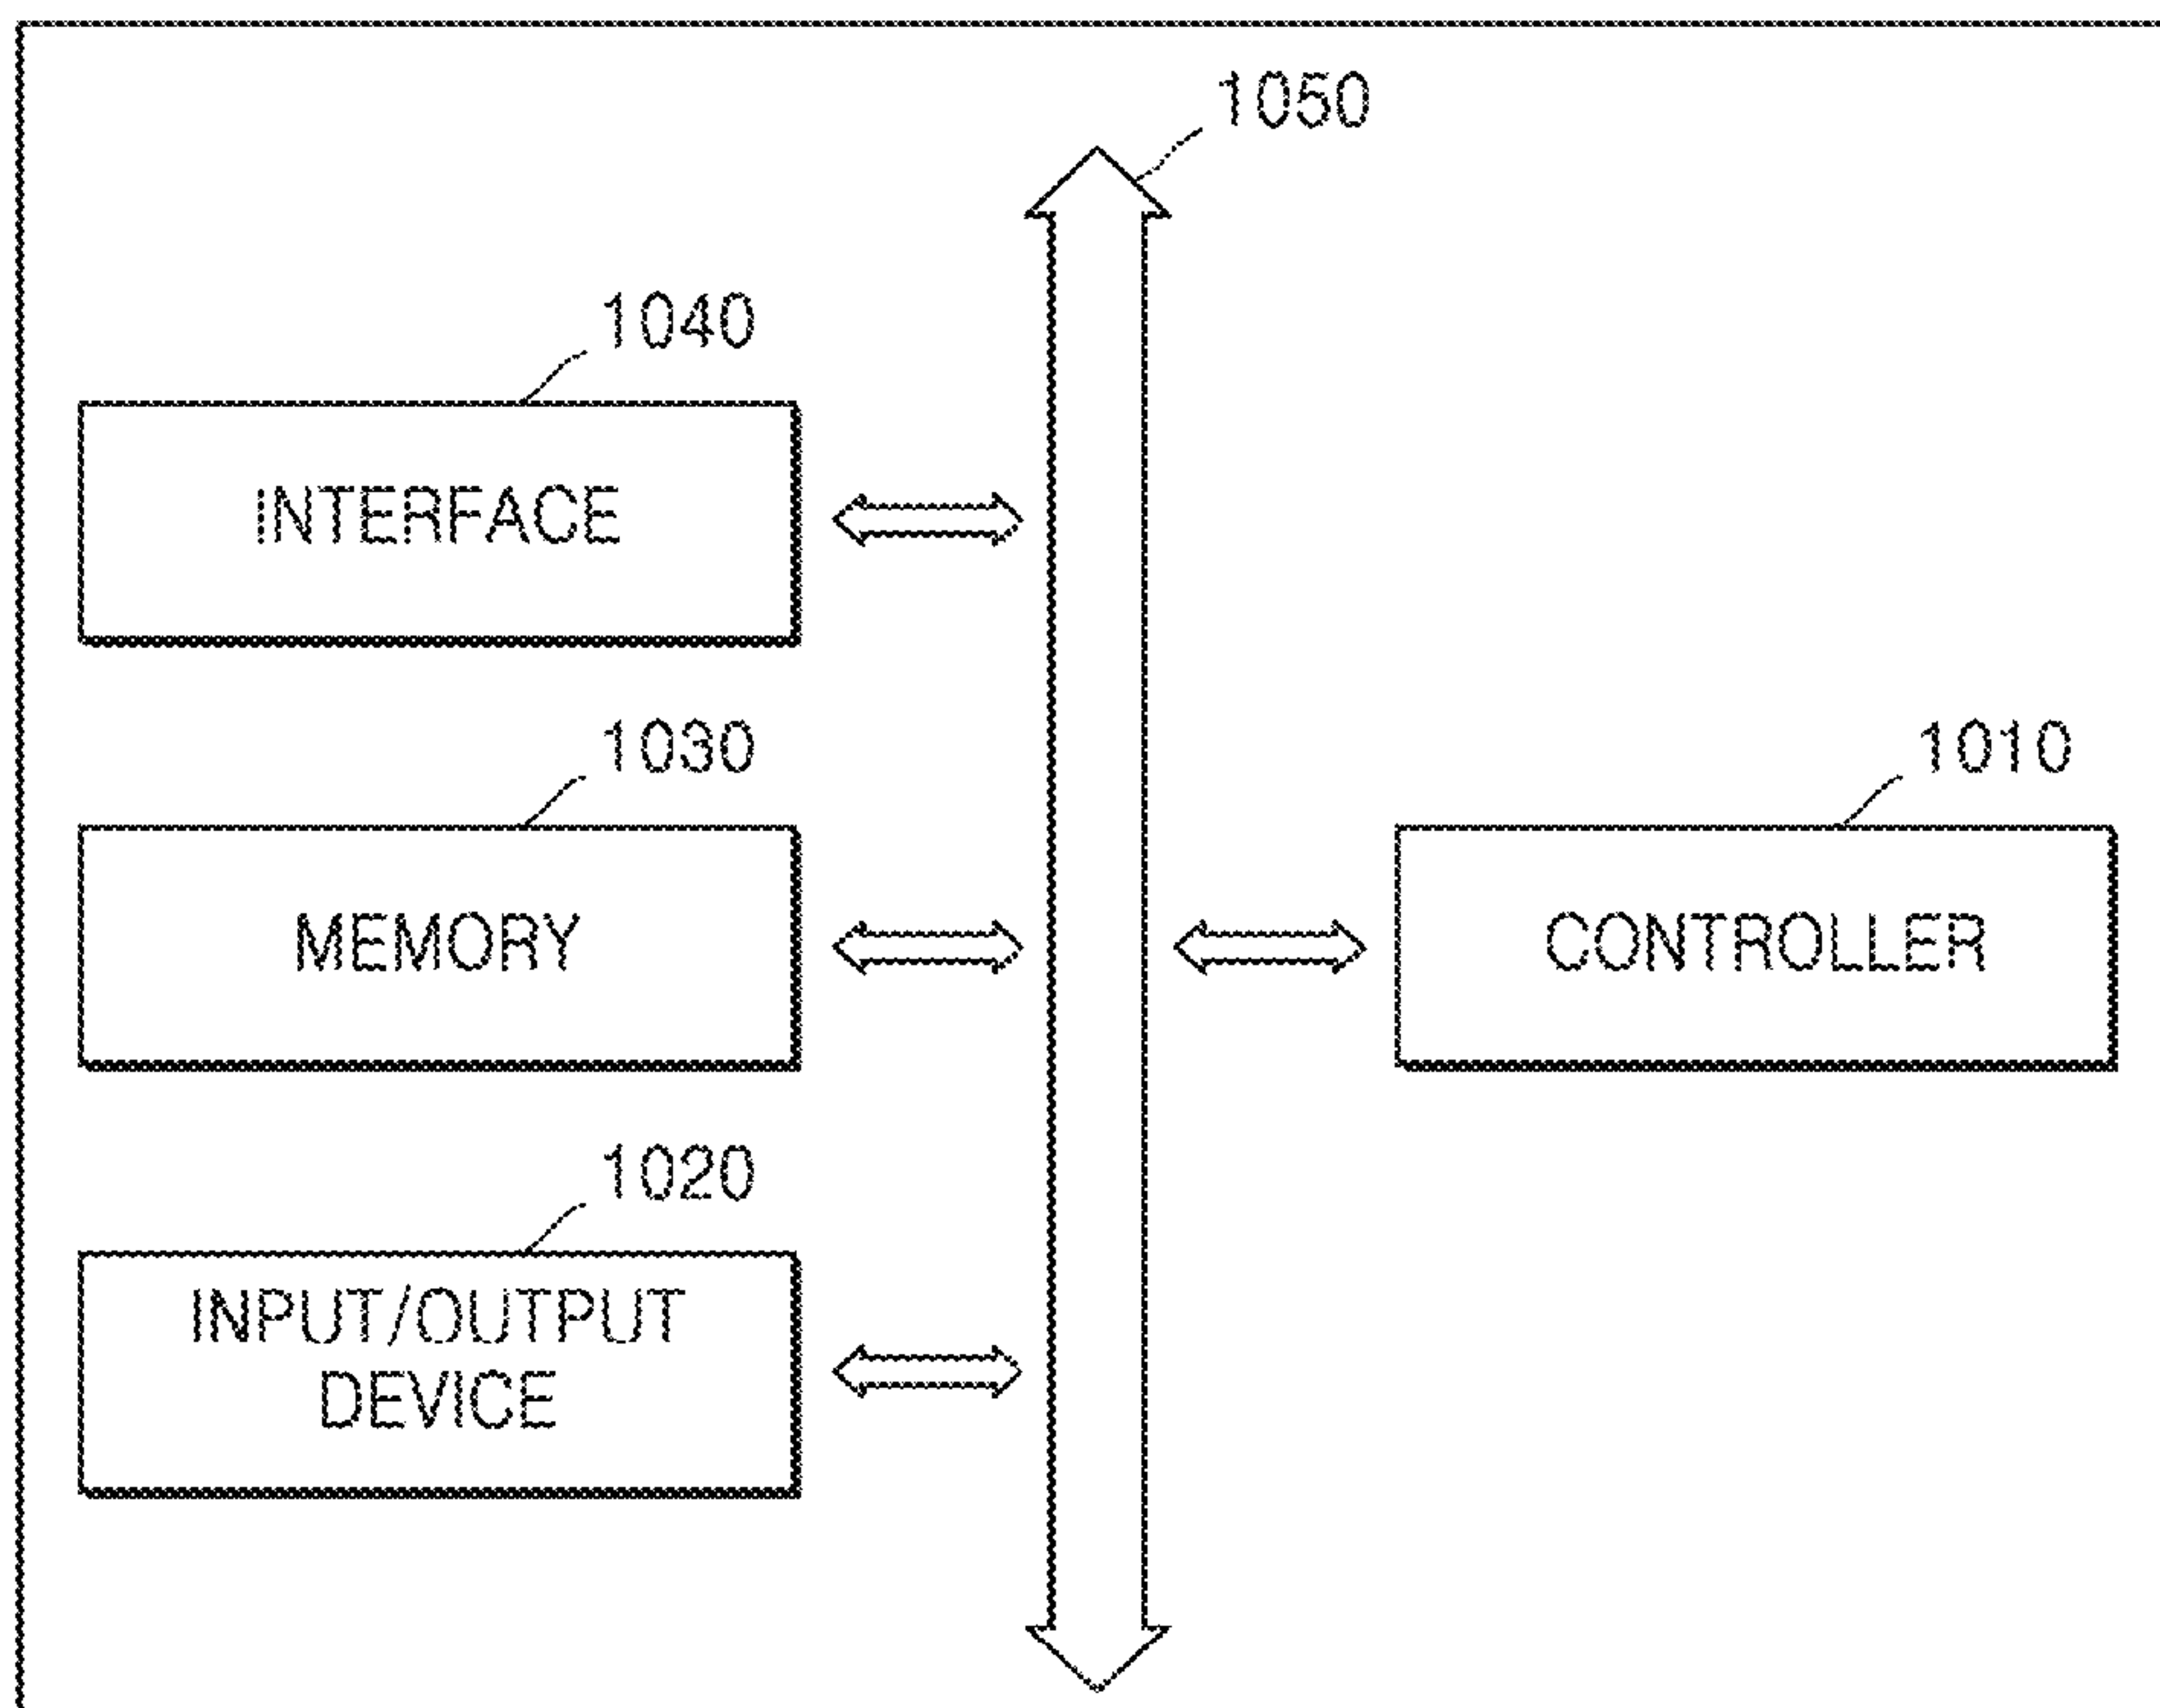 1050
1040
INTERFACE
1030
MEMORY
1010
CONTROLLER
1020
INPUT/OUTPUT
DEVICE